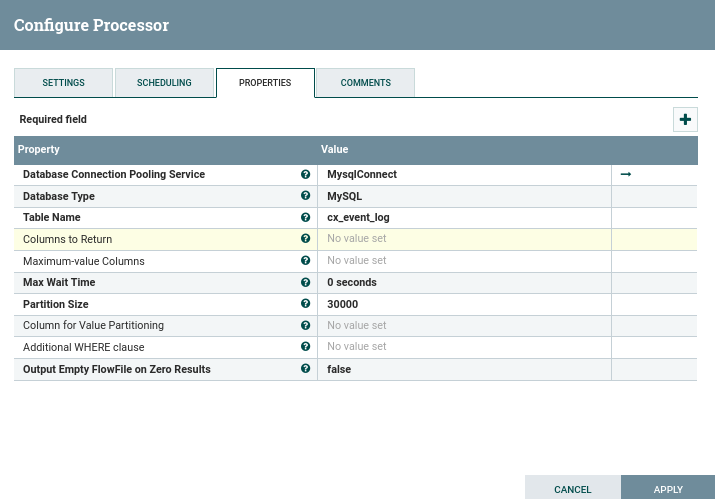 Configure Processor
SETTINGS SCHEDULING PROPERTIES COMMENTS
Required field
Property Value
Database Connection Pooling Service MysqlConnect
Database Type MySQL
Table Name cx_event_log
Columns to Return No value set
Maximum-value Columns No value set
Max Wait Time 0 seconds
Partition Size 30000
Column for Value Partitioning No value set
Additional WHERE clause No value set
Output Empty FlowFile on Zero Results false
CANCEL APPLY